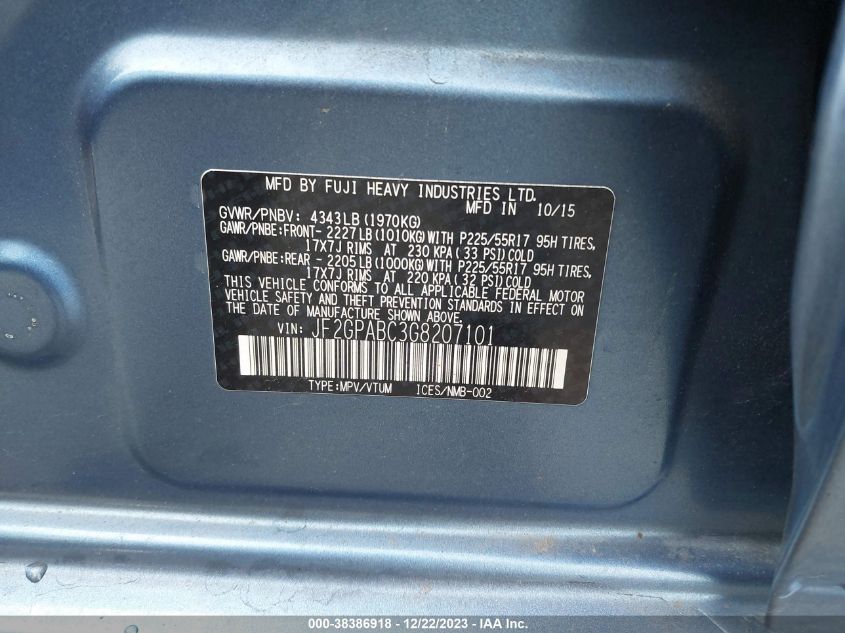 MFD BY FUJI HEAVY INDUSTRIES LTD.
MFD IN 10/15
GVWR/PNBV: 4343LB (1970KG)
GAWR/PNBE:FRONT- 2227LB (1010KG) WITH P225/55R17 95H TIRES,
17X7J RIMS AT 230 KPA ( 33 PSI) COLD
GAWR/PNBE:REAR - 2205LB (1000KG) WITH P225/55R17 95H TIRES,
17X7J RIMS AT 220 KPA ( 32 PSI) COLD
THIS VEHICLE CONFORMS TO ALL APPLICABLE FEDERAL MOTOR
VEHICLE SAFETY AND THEFT PREVENTION STANDARDS IN EFFECT ON
THE DATE OF MANUFACTURE SHOWN ABOVE.
VIN: JF2GPABC3G8207101
TYPE:MPV/VTUM ICES/NMB-002
000-38386918 - 12/22/2023 - IAA Inc.